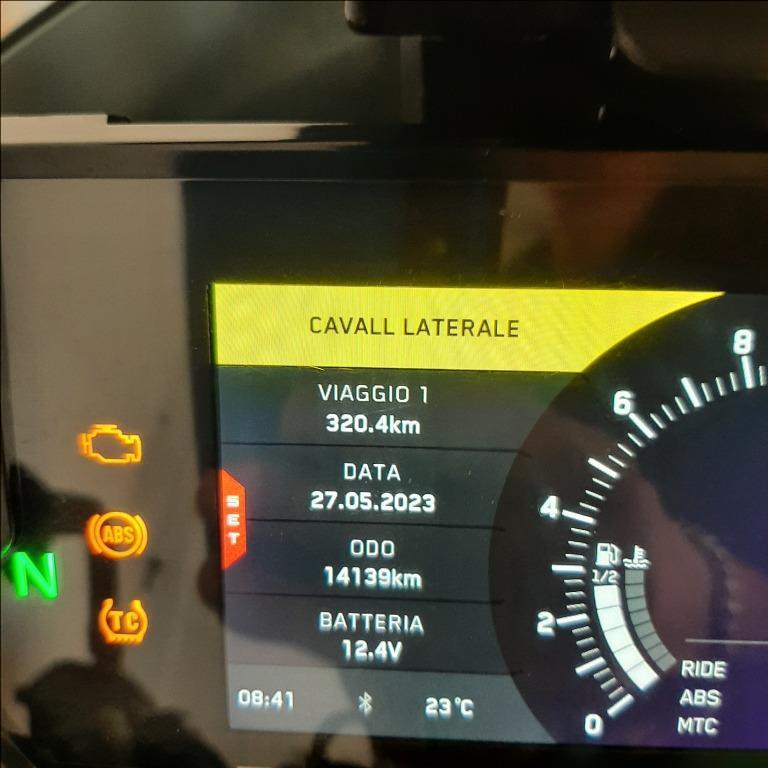 CAVALL LATERALE
VIAGGIO 1
320.4km
DATA
27.05.2023
ODO
14139km
BATTERIA
12.4V
08:41
23°C
SET
N
ABS
TC
8
6
4
2
0
1/2
RIDE
ABS
MTC